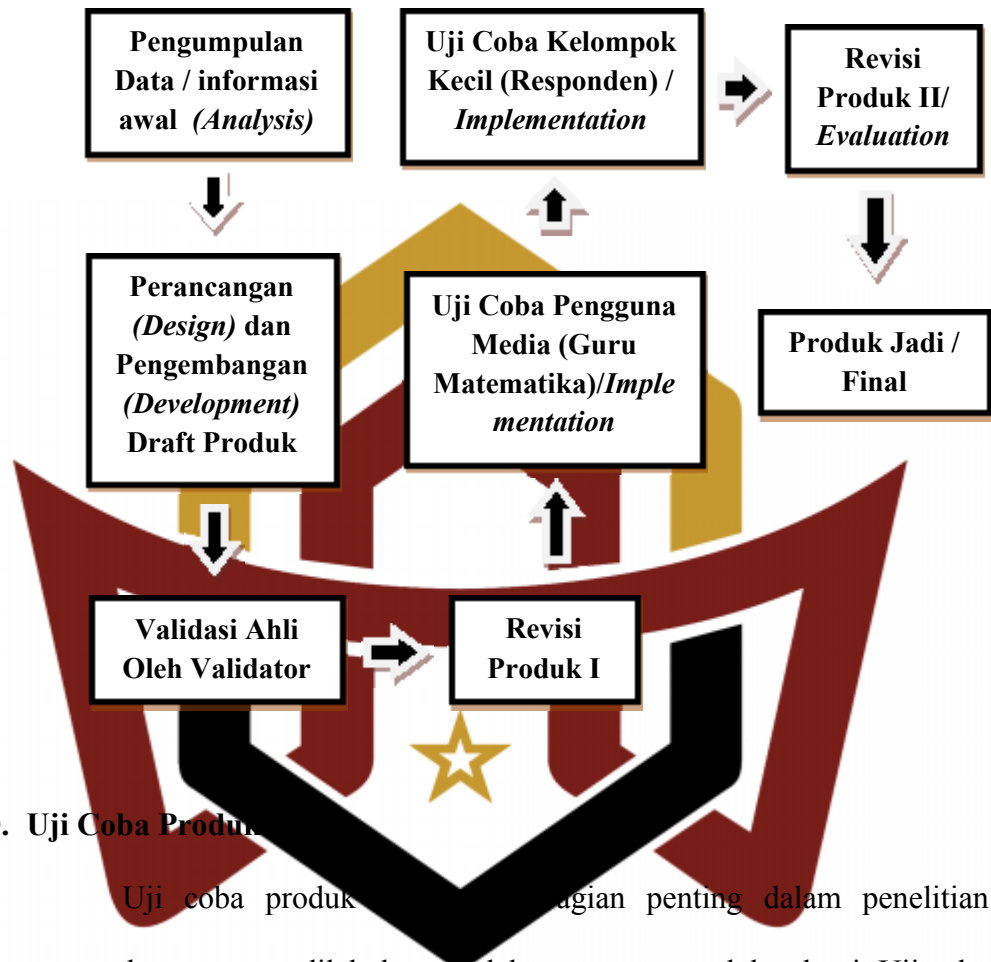 Pengumpulan
Data / informasi
awal (Analysis)
Perancangan
(Design) dan
Pengembangan
(Development)
Draft Produk
Validasi Ahli
Oleh Validator
Revisi
Produk I
Uji Coba Pengguna
Media (Guru
Matematika)/Imple
mentation
Uji Coba Kelompok
Kecil (Responden) /
Implementation
Revisi
Produk II/
Evaluation
Produk Jadi /
Final
Uji Coba Produk
Uji coba produk penting dalam penelitian